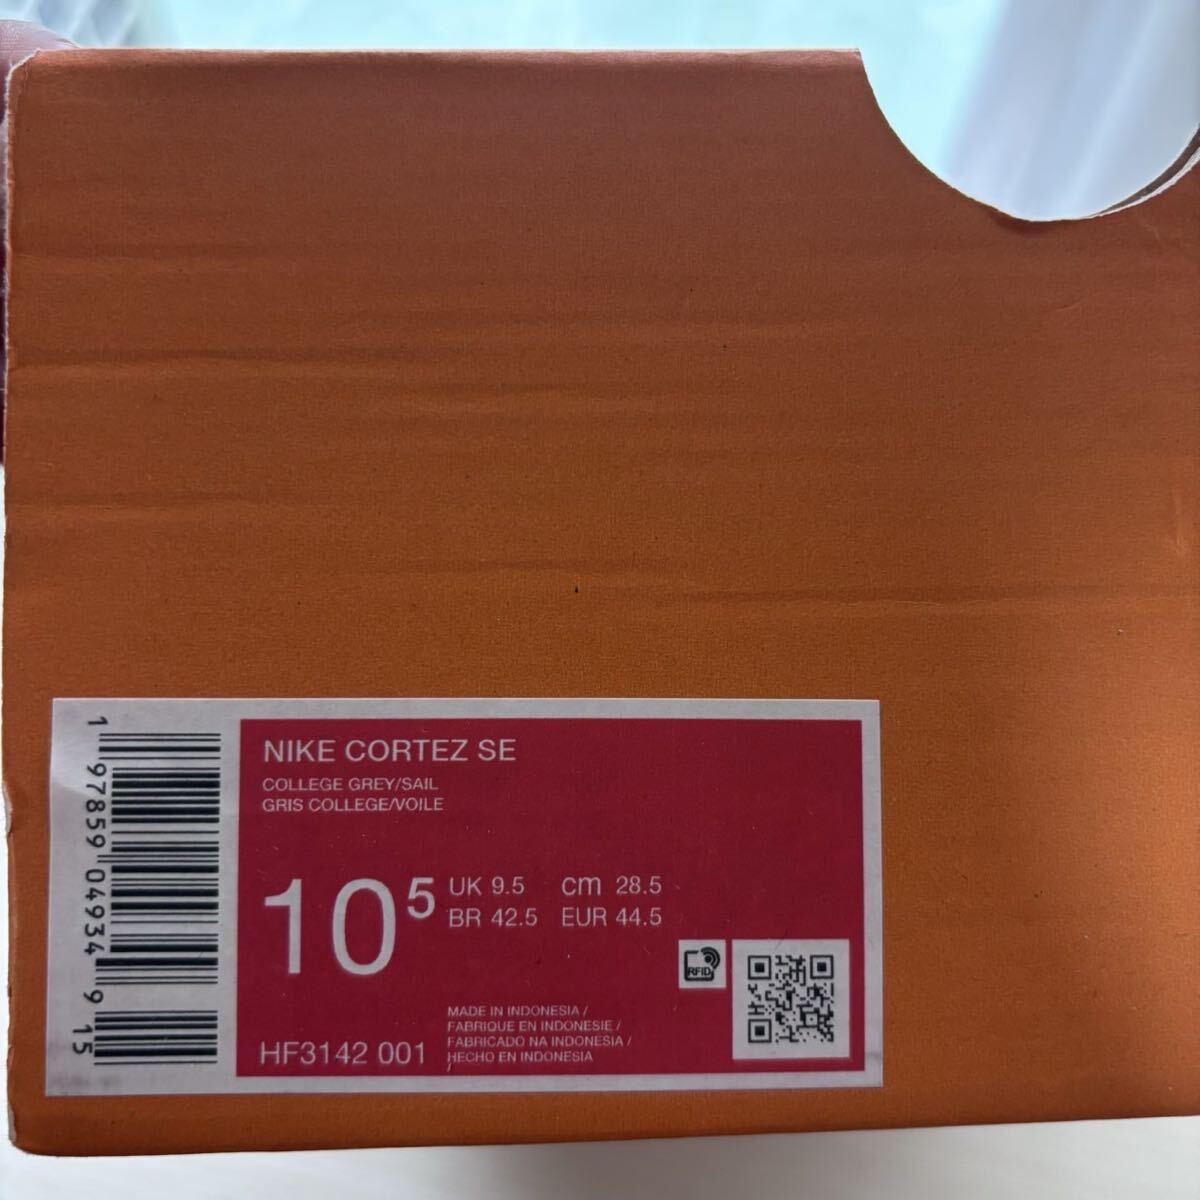 1 97859 04934 9 15
NIKE CORTEZ SE
COLLEGE GREY/SAIL
GRIS COLLEGE/VOILE
10 5
UK 9.5 cm 28.5
BR 42.5 EUR 44.5
RFID
MADE IN INDONESIA /
FABRIQUE EN INDONESIE /
FABRICADO NA INDONESIA /
HECHO EN INDONESIA
HF3142 001